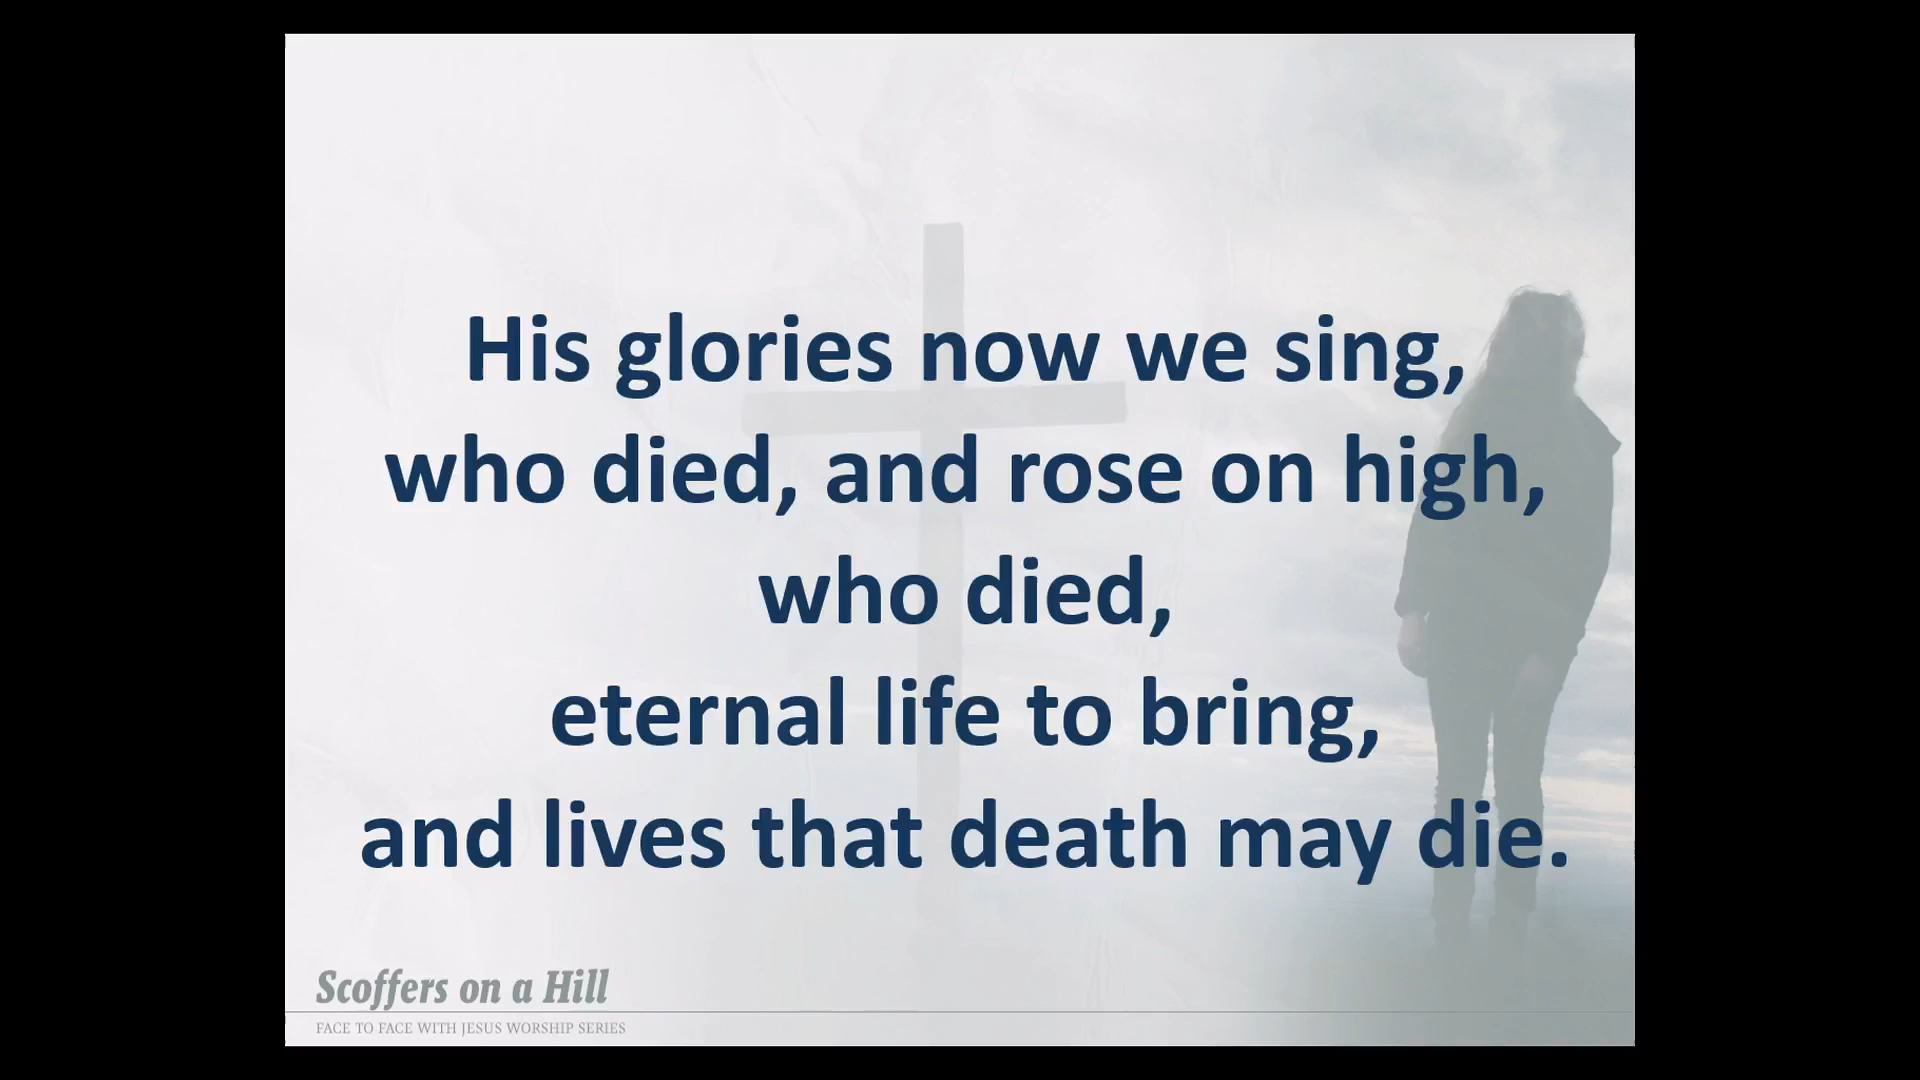 His glories now we sing,
who died, and rose on high,
who died,
eternal life to bring,
and lives that death may die.
Scoffers on a Hill
FACE TO FACE WITH JESUS WORSHIP SERIES